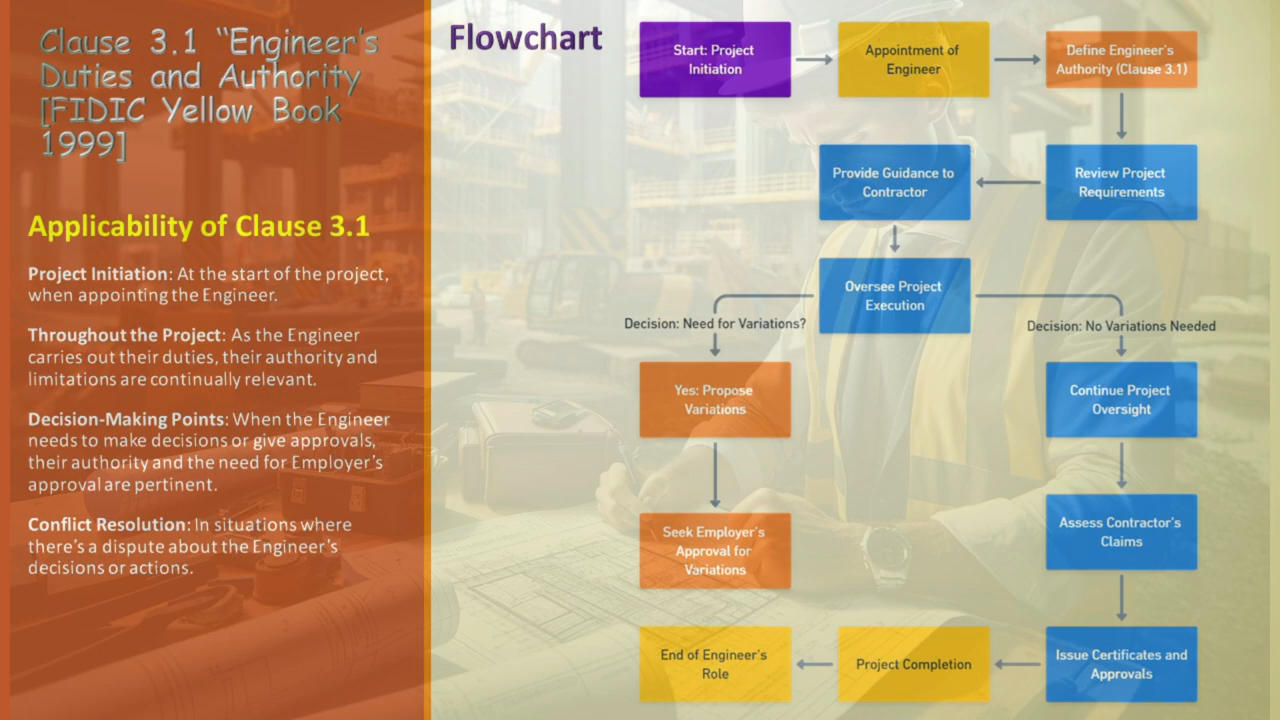 Clause 3.1 “Engineer’s
Duties and Authority
[FIDIC Yellow Book
1999]
Applicability of Clause 3.1
Project Initiation: At the start of the project,
when appointing the Engineer.
Throughout the Project: As the Engineer
carries out their duties, their authority and
limitations are continually relevant.
Decision-Making Points: When the Engineer
needs to make decisions or give approvals,
their authority and the need for Employer’s
approval are pertinent.
Conflict Resolution: In situations where
there’s a dispute about the Engineer’s
decisions or actions.
Flowchart
Start: Project
Initiation
Appointment of
Engineer
Define Engineer's
Authority (Clause 3.1)
Review Project
Requirements
Provide Guidance to
Contractor
Oversee Project
Execution
Decision: Need for Variations?
Yes: Propose
Variations
Seek Employer's
Approval for
Variations
Decision: No Variations Needed
Continue Project
Oversight
Assess Contractor's
Claims
Issue Certificates and
Approvals
Project Completion
End of Engineer's
Role